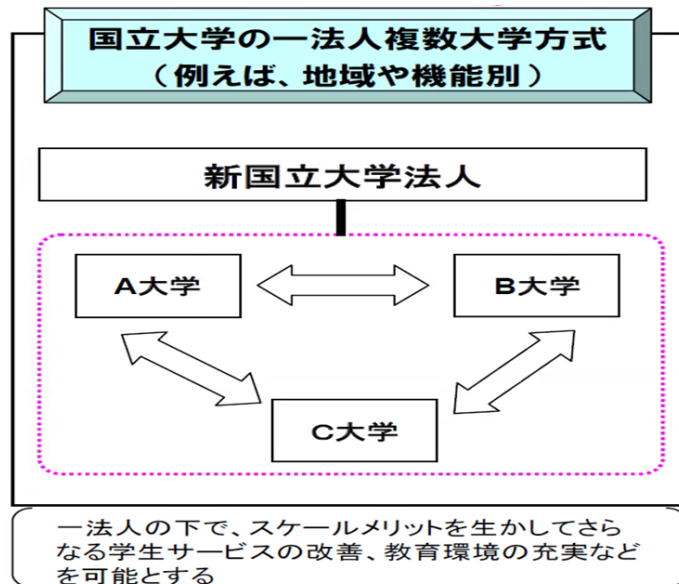 国立大学の一法人複数大学方式
（例えば、地域や機能別）
新国立大学法人
A大学
B大学
C大学
一法人の下で、スケールメリットを生かしてさら
なる学生サービスの改善、教育環境の充実など
を可能とする